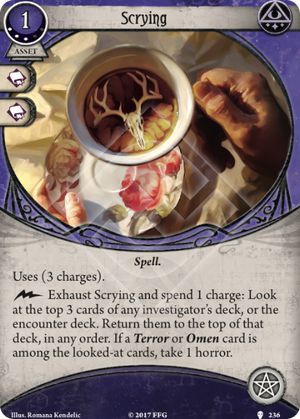 Scrying
1
ASSET
Spell.
Uses (3 charges).
Exhaust Scrying and spend 1 charge: Look
at the top 3 cards of any investigator's deck, or the
encounter deck. Return them to the top of that
deck, in any order. If a Terror or Omen card is
among the looked-at cards, take 1 horror.
Illus. Romana Kendelic
© 2017 FFG
236